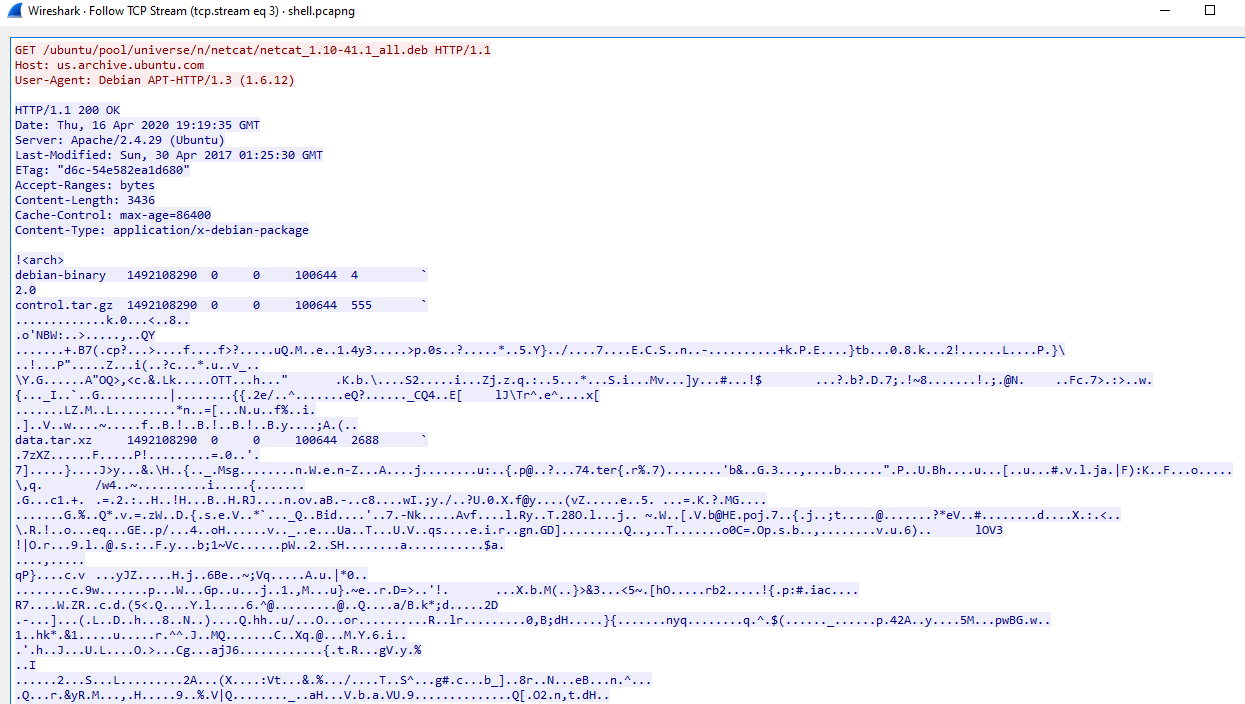 Wireshark · Follow TCP Stream (tcp.stream eq 3) · shell.pcapng
GET /ubuntu/pool/universe/n/netcat/netcat_1.10-41.1_all.deb HTTP/1.1
Host: us.archive.ubuntu.com
User-Agent: Debian APT-HTTP/1.3 (1.6.12)
HTTP/1.1 200 OK
Date: Thu, 16 Apr 2020 19:19:35 GMT
Server: Apache/2.4.29 (Ubuntu)
Last-Modified: Sun, 30 Apr 2017 01:25:30 GMT
ETag: "d6c-54e582ea1d680"
Accept-Ranges: bytes
Content-Length: 3436
Cache-Control: max-age=86400
Content-Type: application/x-debian-package
!<arch>
debian-binary   1492108290  0     0     100644  4         `
2.0
control.tar.gz  1492108290  0     0     100644  555       `
.............k.0...<..8..
.o'NBW:..>.....,..QY
.......+.B7(.cp?...>....f....f>?.....uQ.M..e..1.4y3.....>p.0s..?.....*..5.Y}../....7....E.C.S..n..-..........+k.P.E....}tb...0.8.k...2!......L....P.}\
..!...P".....Z...i(..?c...*.u..v_..
\Y.G......A"OQ>,<c.&.Lk.....OTT...h..."       .K.b.\....S2.....i...Zj.z.q.:..5...*...S.i...Mv...]y...#...!$        ...?.b?.D.7;.!~8.......!.;.@N.    ..Fc.7>.:>..w.
{..._I..`..G..........|........{{.2e/..^.......eQ?......_CQ4..E[     lJ\Tr^.e^....x[
.......LZ.M..L.........*n..=[...N.u..f%..i.
.]..V..w....~.....f..B.!..B.!..B.!..B.y....;A.(..
data.tar.xz     1492108290  0     0     100644  2688      `
.7zXZ......F.....P!.........=.0..'.
7].....}....J>y...&.\H..{.._.Msg........n.W.e.n-Z...A....j........u:..{.p@..?...74.ter{.r%.7)........'b&..G.3...,....b......".P..U.Bh....u...[..u...#.v.l.ja.|F):K..F...o.....
\,q.       /w4..~..........i.....{.......
.G...c1.+.  .=.2.:..H..!H...B..H.RJ....n.ov.aB.-..c8....wI.;y./..?U.0.X.f@y....(vZ.....e..5. ...=.K.?.MG....
.......G.%..Q*.v.=.zW..D.{.s.e.V..*`..._Q..Bid....'..7.-Nk.....Avf....l.Ry..T.28O.l...j.. ~.W..[.V.b@HE.poj.7..{.j..;t.....@.......?*eV..#........d....X.:.<..
\.R.!..o...eq...GE..p/...4..oH......v.._..e...Ua..T...U.V..qs....e.i.r..gn.GD].........Q..,..T.......o0C=.Op.s.b..,........v.u.6)..      lOV3
!|O.r...9.l..@.s.:..F.y...b;1~Vc......pW..2..SH........a...........$a.
....,.....
qP}....c.v  ...yJZ.....H.j..6Be..~;Vq.....A.u.|*0..
........c.9w.......p...W...Gp..u...j..1.,M...u}.~e..r.D=>..'!.       ...X.b.M(..}>&3...<5~.[hO.....rb2.....!{.p:#.iac....
R7....W.ZR..c.d.(5<.Q....Y.l.....6.^@.........@..Q....a/B.k*;d.....2D
.-...]...(.L..D..h...8..N..)....Q.hh..u/...O...or..........R..lr.........0,B;dH.....}{.......nyq........q.^.$(......_......p.42A..y....5M...pwBG.w..
1..hk*.&1.....u.....r.^^.J..MQ.......C..Xq.@...M.Y.6.i..
.'.h..J...U.L....O.>...Cg...ajJ6............{.t.R...gV.y.%
..I
......2...S...L.........2A...(X....:Vt...&.%.../....T..S^...g#.c...b_]..8r..N...eB...n.^...
.Q...r.&yR.M...,.H.....9..%.V|Q........_..aH...V.b.a.VU.9..............Q[.O2.n,t.dH..